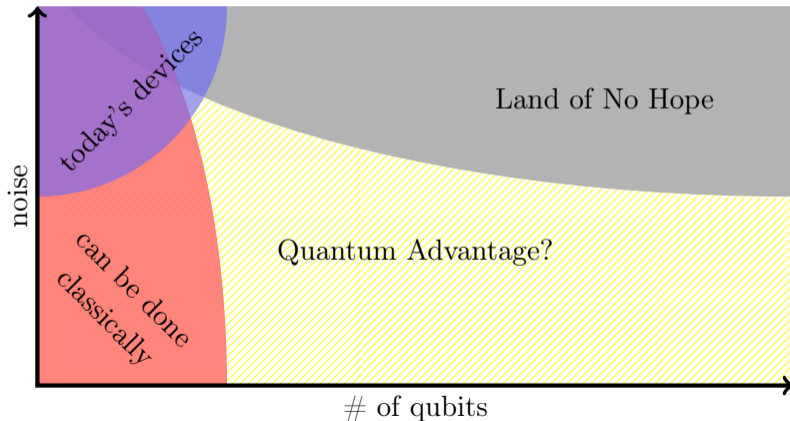 today's devices
Land of No Hope
noise
Quantum Advantage?
can be done
classically
# of qubits